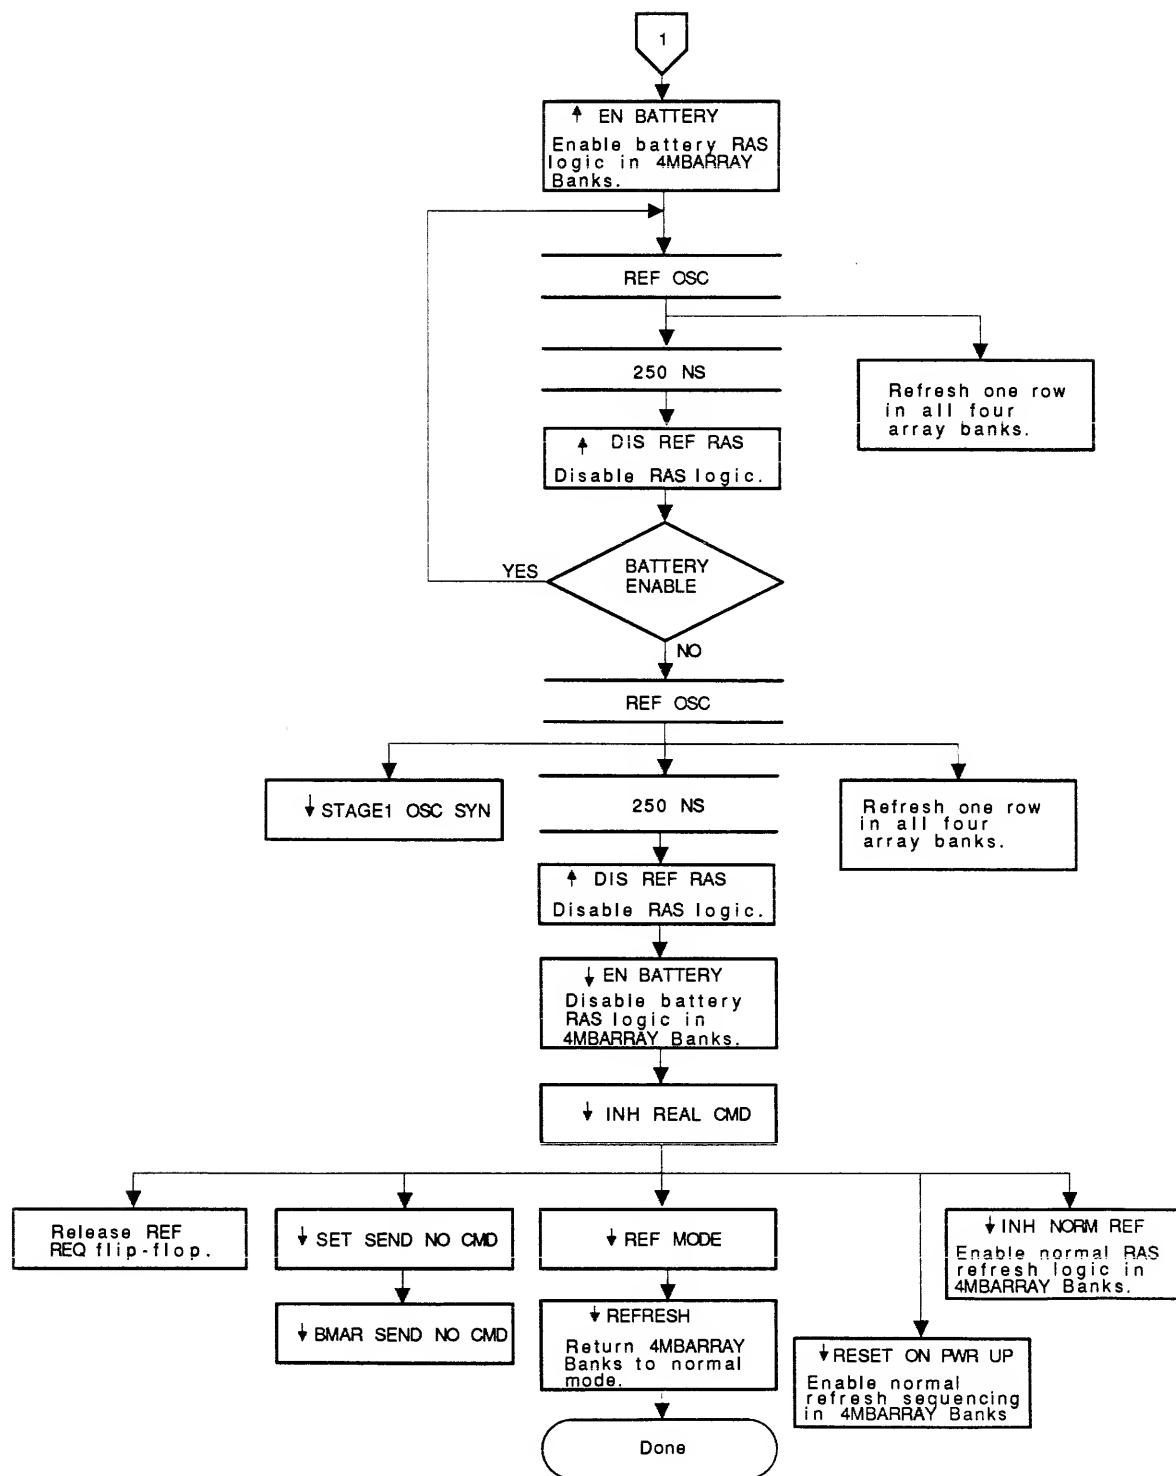 1
↑ EN BATTERY
Enable battery RAS
logic in 4MBARRAY
Banks.
REF OSC
250 NS
Refresh one row
in all four
array banks.
↑ DIS REF RAS
Disable RAS logic.
BATTERY
ENABLE
YES
NO
REF OSC
↓ STAGE1 OSC SYN
250 NS
Refresh one row
in all four
array banks.
↑ DIS REF RAS
Disable RAS logic.
↓ EN BATTERY
Disable battery
RAS logic in
4MBARRAY Banks.
↓ INH REAL CMD
Release REF
REQ flip-flop.
↓ SET SEND NO CMD
↓ REF MODE
↓ INH NORM REF
Enable normal RAS
refresh logic in
4MBARRAY Banks.
↓ BMAR SEND NO CMD
↓ REFRESH
Return 4MBARRAY
Banks to normal
mode.
↓ RESET ON PWR UP
Enable normal
refresh sequencing
in 4MBARRAY Banks
Done